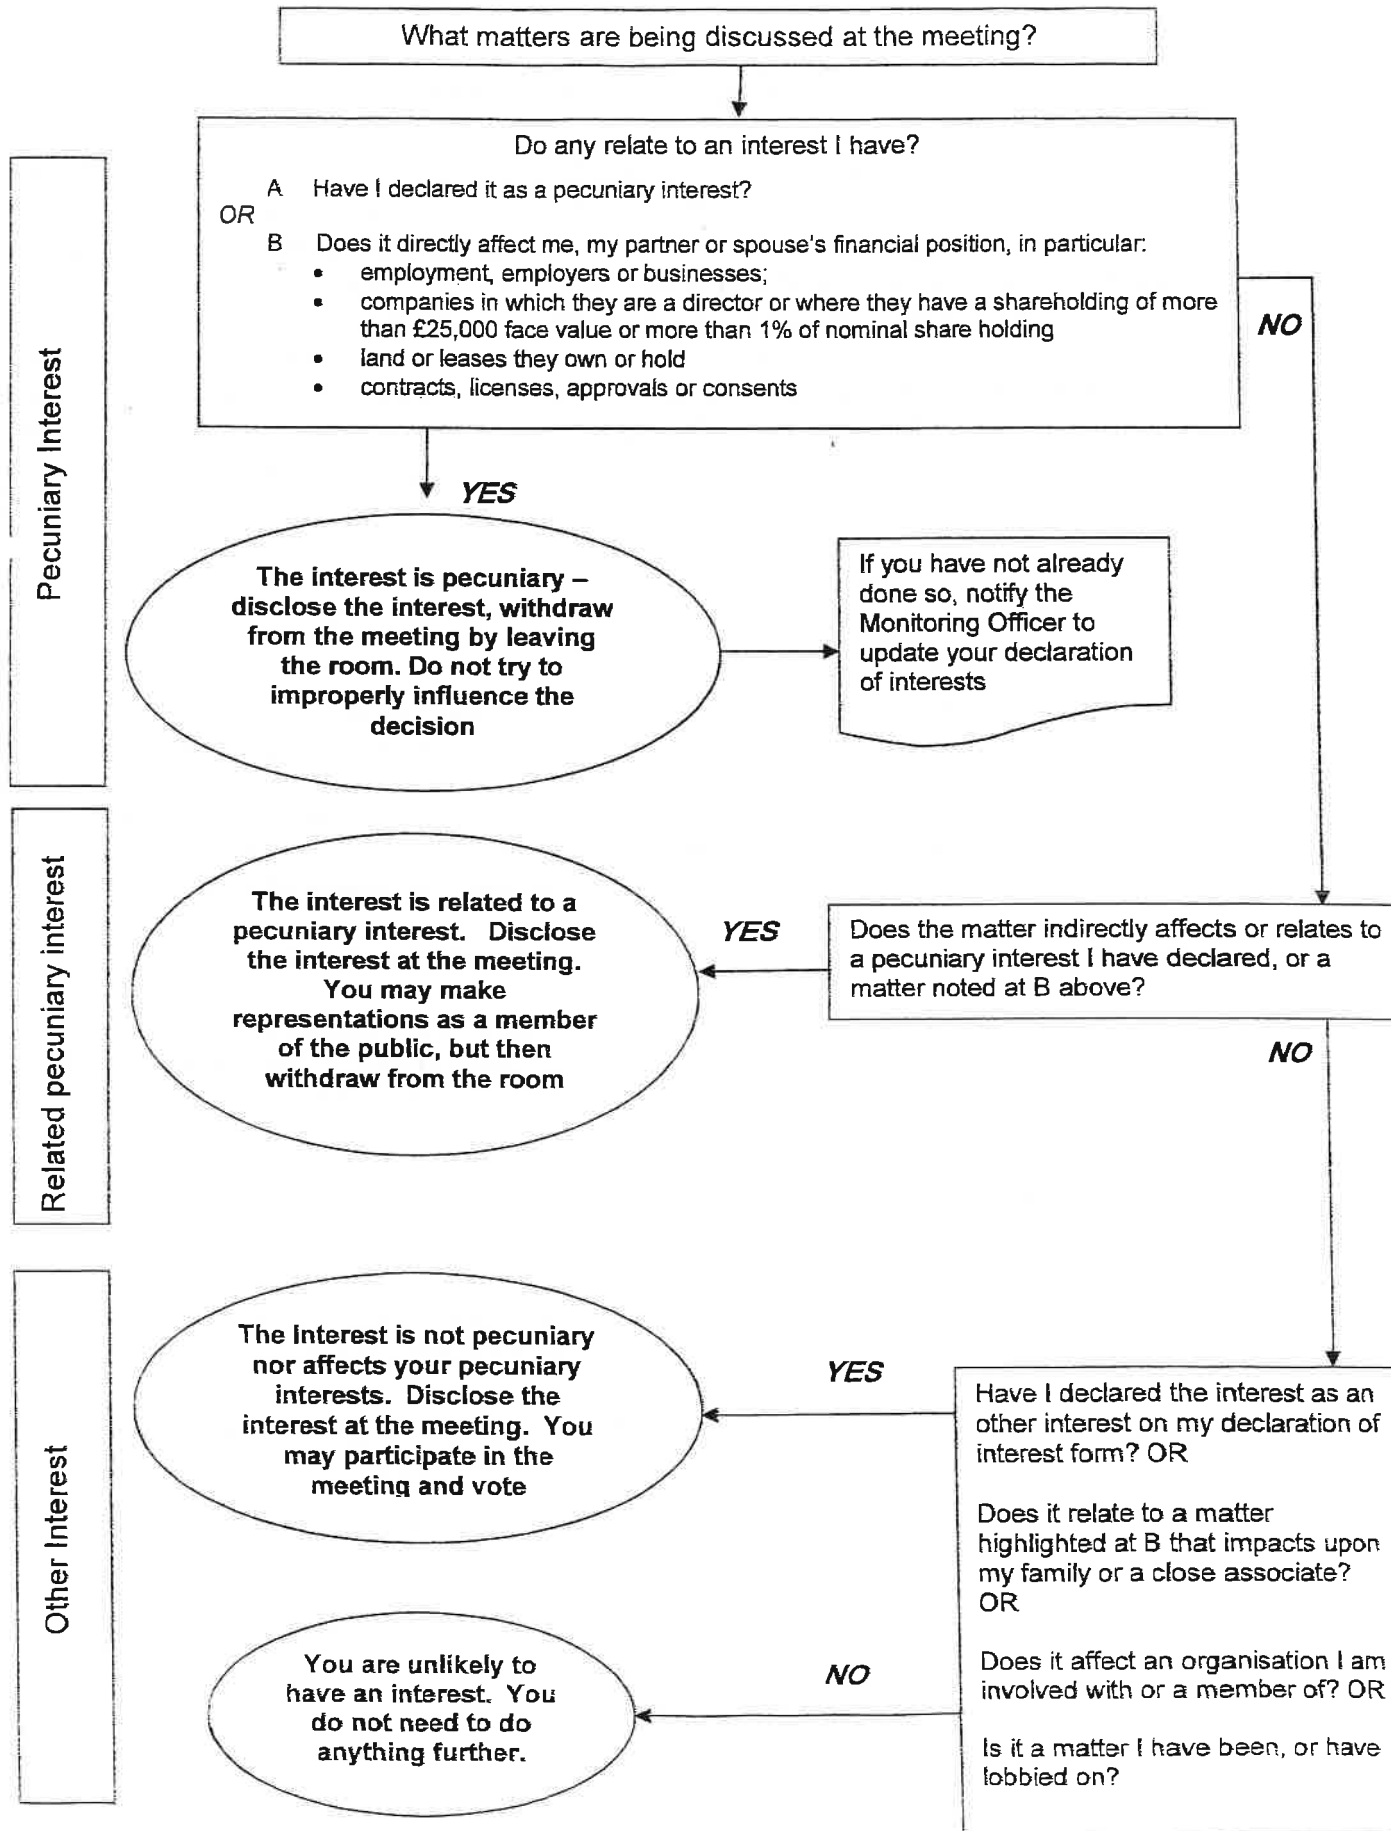 What matters are being discussed at the meeting?
Do any relate to an interest I have?
A Have I declared it as a pecuniary interest?
OR
B Does it directly affect me, my partner or spouse's financial position, in particular:
• employment, employers or businesses;
• companies in which they are a director or where they have a shareholding of more
than £25,000 face value or more than 1% of nominal share holding
• land or leases they own or hold
• contracts, licenses, approvals or consents
NO
Pecuniary Interest
YES
The interest is pecuniary –
disclose the interest, withdraw
from the meeting by leaving
the room. Do not try to
improperly influence the
decision
If you have not already
done so, notify the
Monitoring Officer to
update your declaration
of interests
Related pecuniary interest
The interest is related to a
pecuniary interest. Disclose
the interest at the meeting.
You may make
representations as a member
of the public, but then
withdraw from the room
YES
Does the matter indirectly affects or relates to
a pecuniary interest I have declared, or a
matter noted at B above?
NO
Other Interest
The Interest is not pecuniary
nor affects your pecuniary
interests. Disclose the
interest at the meeting. You
may participate in the
meeting and vote
YES
Have I declared the interest as an
other interest on my declaration of
interest form? OR
Does it relate to a matter
highlighted at B that impacts upon
my family or a close associate?
OR
Does it affect an organisation I am
involved with or a member of? OR
Is it a matter I have been, or have
lobbied on?
NO
You are unlikely to
have an interest. You
do not need to do
anything further.